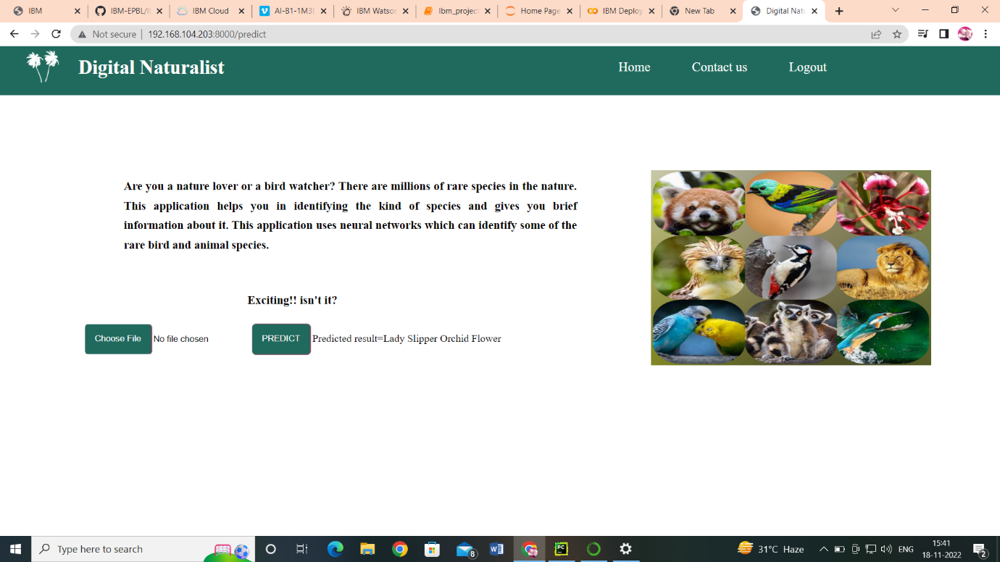 IBM
IBM-EPBL/I
IBM Cloud
AI-B1-1M3
IBM Watso
Ibm_projec
Home Page
IBM Deploy
New Tab
Digital Nat
Not secure | 192.168.104.203:8000/predict
Digital Naturalist
Home
Contact us
Logout
Are you a nature lover or a bird watcher? There are millions of rare species in the nature.
This application helps you in identifying the kind of species and gives you brief
information about it. This application uses neural networks which can identify some of the
rare bird and animal species.
Exciting!! isn't it?
Choose File No file chosen
PREDICT Predicted result=Lady Slipper Orchid Flower
Type here to search
8
PC
31°C Haze
ENG
15:41
18-11-2022
2